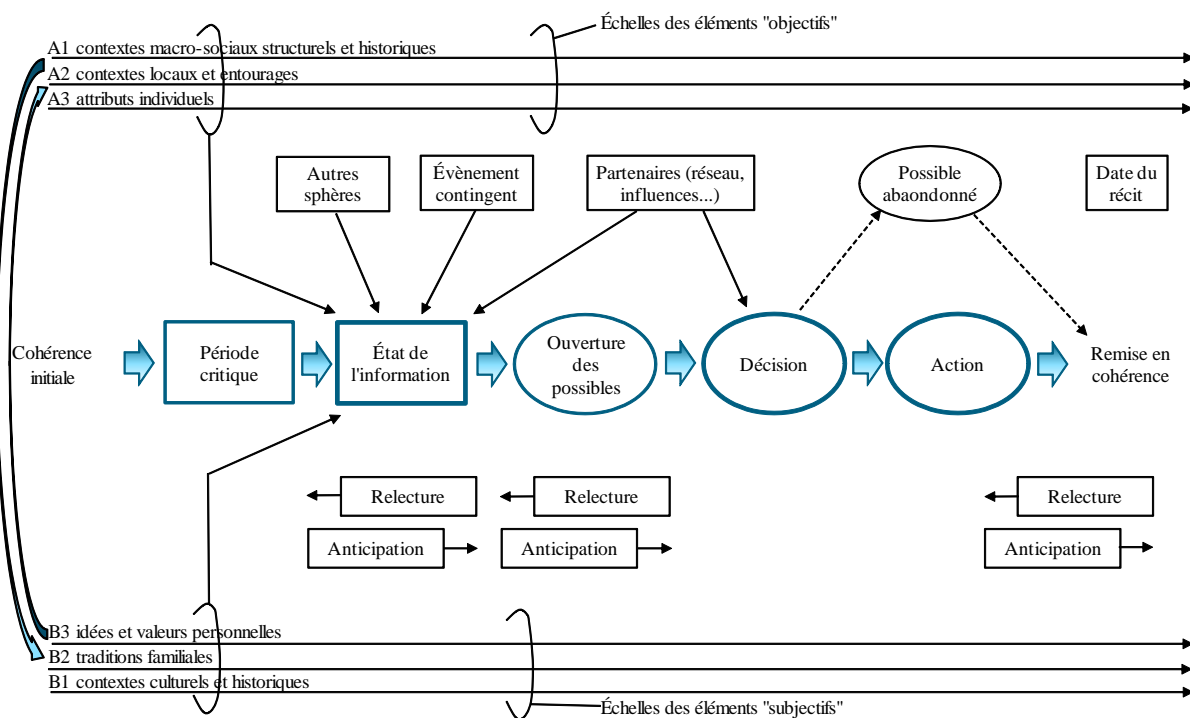 Échelles des éléments "objectifs"
A1 contextes macro-sociaux structurels et historiques
A2 contextes locaux et entourages
A3 attributs individuels
Autres
sphères
Évènement
contingent
Partenaires (réseau,
influences...)
Possible
abaondonné
Date du
récit
Cohérence
initiale
Période
critique
État de
l'information
Ouverture
des
possibles
Décision
Action
Remise en
cohérence
Relecture
Relecture
Relecture
Anticipation
Anticipation
Anticipation
B3 idées et valeurs personnelles
B2 traditions familiales
B1 contextes culturels et historiques
Échelles des éléments "subjectifs"